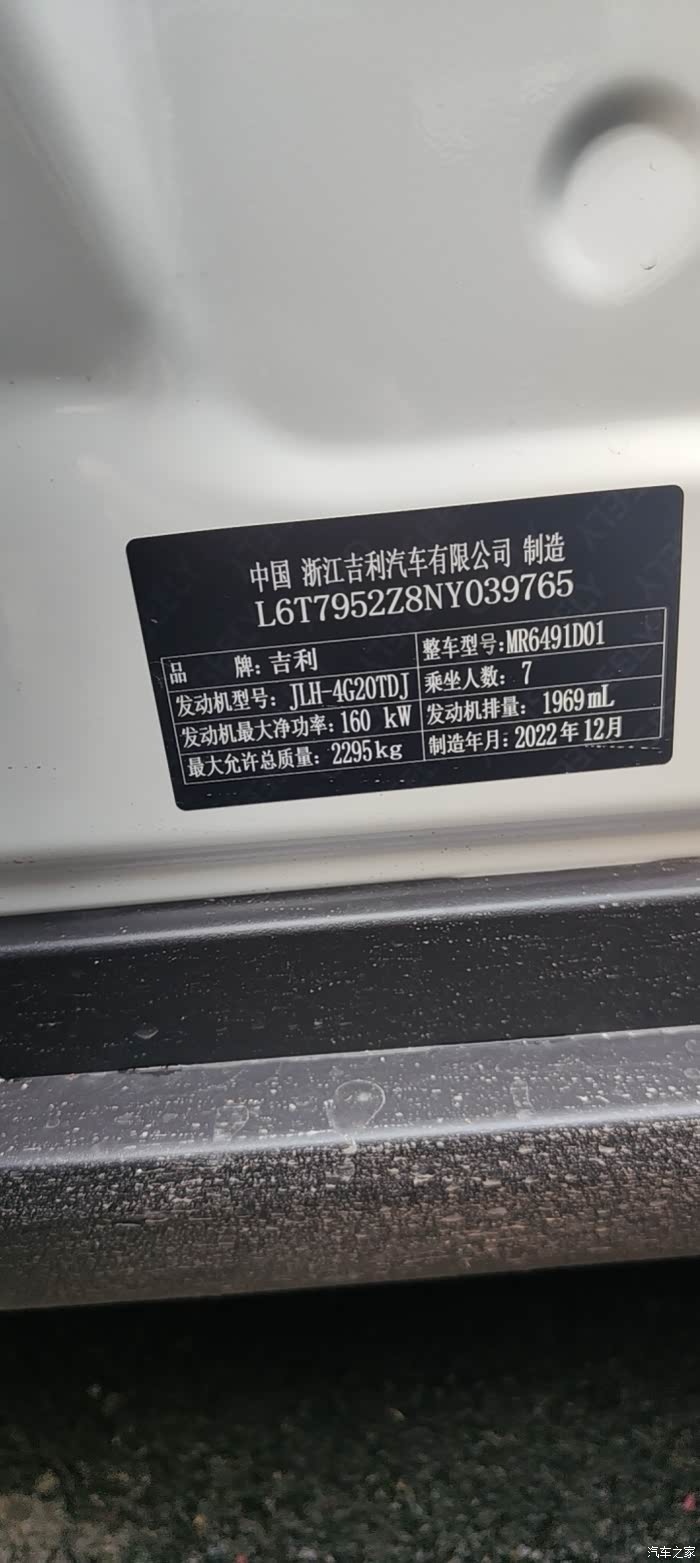 中国 浙江吉利汽车有限公司 制造
L6T7952Z8NY039765
品 牌: 吉利 整车型号: MR6491D01
发动机型号: JLH-4G20TDJ 乘坐人数: 7
发动机最大净功率: 160 kW 发动机排量: 1969mL
最大允许总质量: 2295kg 制造年月: 2022年12月
汽车之家